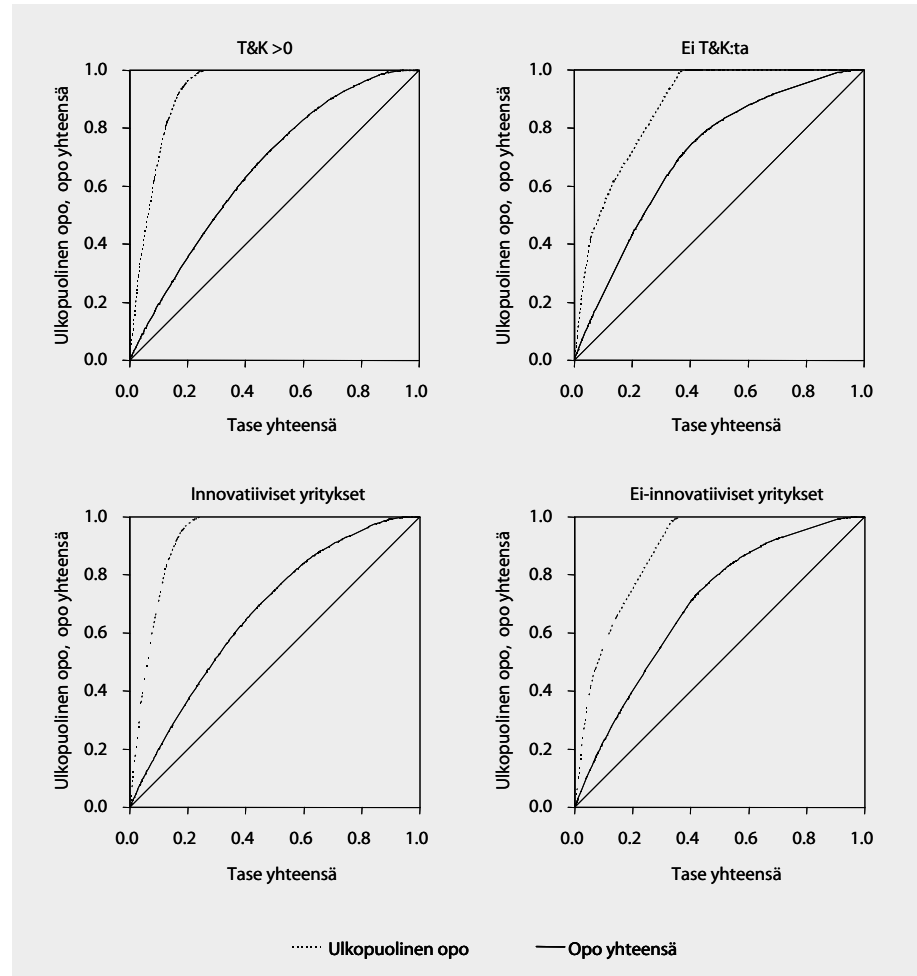 T&K >0
Ulkopuolinen opo, opo yhteensä
1.0
0.8
0.6
0.4
0.2
0.0
0.0 0.2 0.4 0.6 0.8 1.0
Tase yhteensä
Ei T&K:ta
Ulkopuolinen opo, opo yhteensä
1.0
0.8
0.6
0.4
0.2
0.0
0.0 0.2 0.4 0.6 0.8 1.0
Tase yhteensä
Innovatiiviset yritykset
Ulkopuolinen opo, opo yhteensä
1.0
0.8
0.6
0.4
0.2
0.0
0.0 0.2 0.4 0.6 0.8 1.0
Tase yhteensä
Ei-innovatiiviset yritykset
Ulkopuolinen opo, opo yhteensä
1.0
0.8
0.6
0.4
0.2
0.0
0.0 0.2 0.4 0.6 0.8 1.0
Tase yhteensä
Ulkopuolinen opo
Opo yhteensä